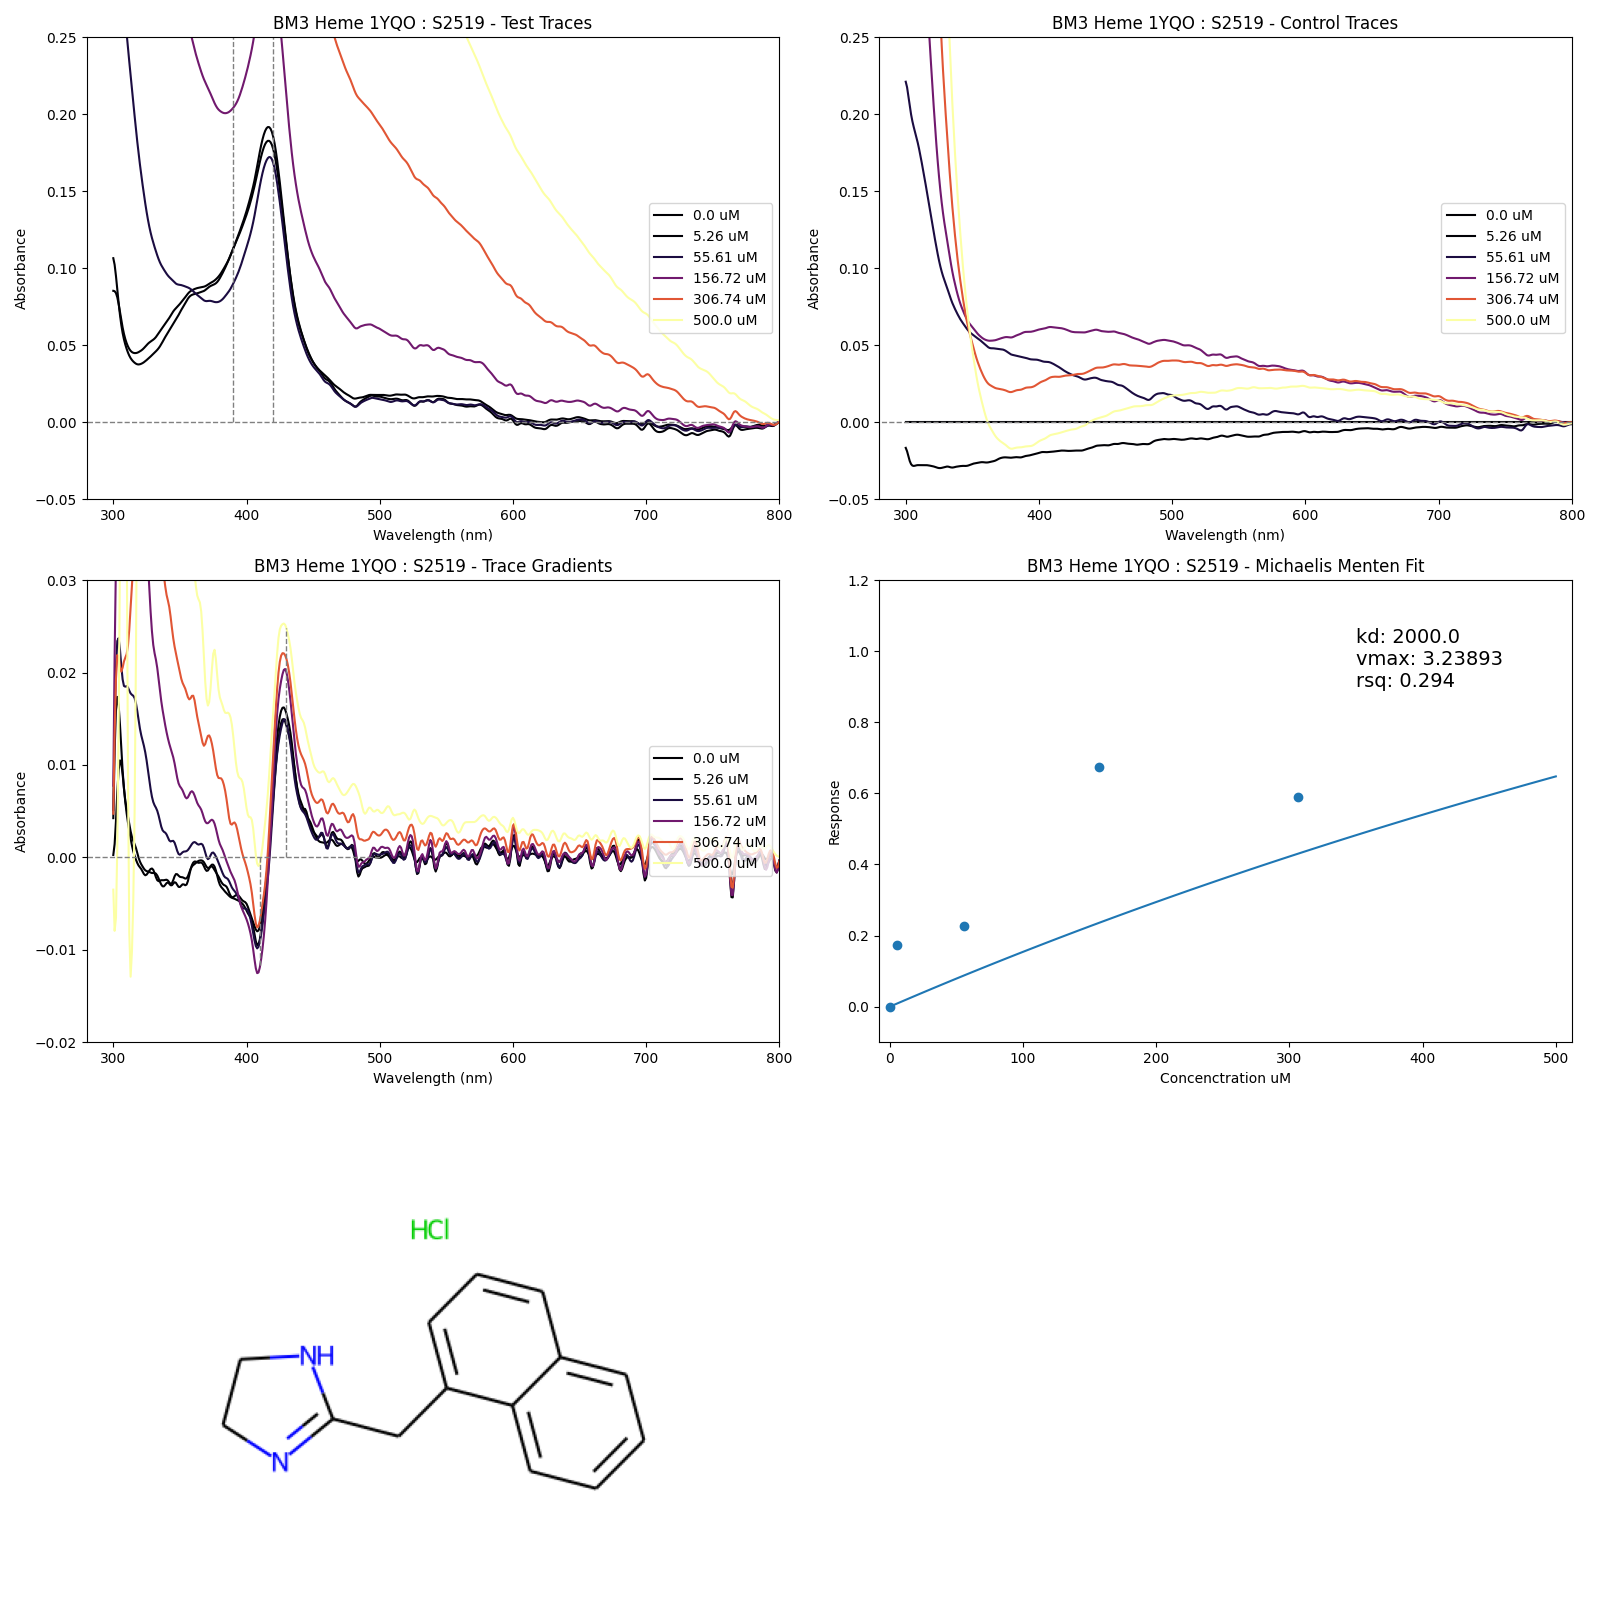 BM3 Heme 1YQO : S2519 - Test Traces
0.25
0.20
0.15
0.10
0.05
0.00
−0.05
Absorbance
300
400
500
600
700
800
Wavelength (nm)
0.0 uM
5.26 uM
55.61 uM
156.72 uM
306.74 uM
500.0 uM
BM3 Heme 1YQO : S2519 - Control Traces
0.25
0.20
0.15
0.10
0.05
0.00
−0.05
Absorbance
300
400
500
600
700
800
Wavelength (nm)
0.0 uM
5.26 uM
55.61 uM
156.72 uM
306.74 uM
500.0 uM
BM3 Heme 1YQO : S2519 - Trace Gradients
0.03
0.02
0.01
0.00
−0.01
−0.02
Absorbance
300
400
500
600
700
800
Wavelength (nm)
0.0 uM
5.26 uM
55.61 uM
156.72 uM
306.74 uM
500.0 uM
BM3 Heme 1YQO : S2519 - Michaelis Menten Fit
1.2
1.0
0.8
0.6
0.4
0.2
0.0
Response
0
100
200
300
400
500
Concenctration uM
kd: 2000.0
vmax: 3.23893
rsq: 0.294
HCl
NH
N